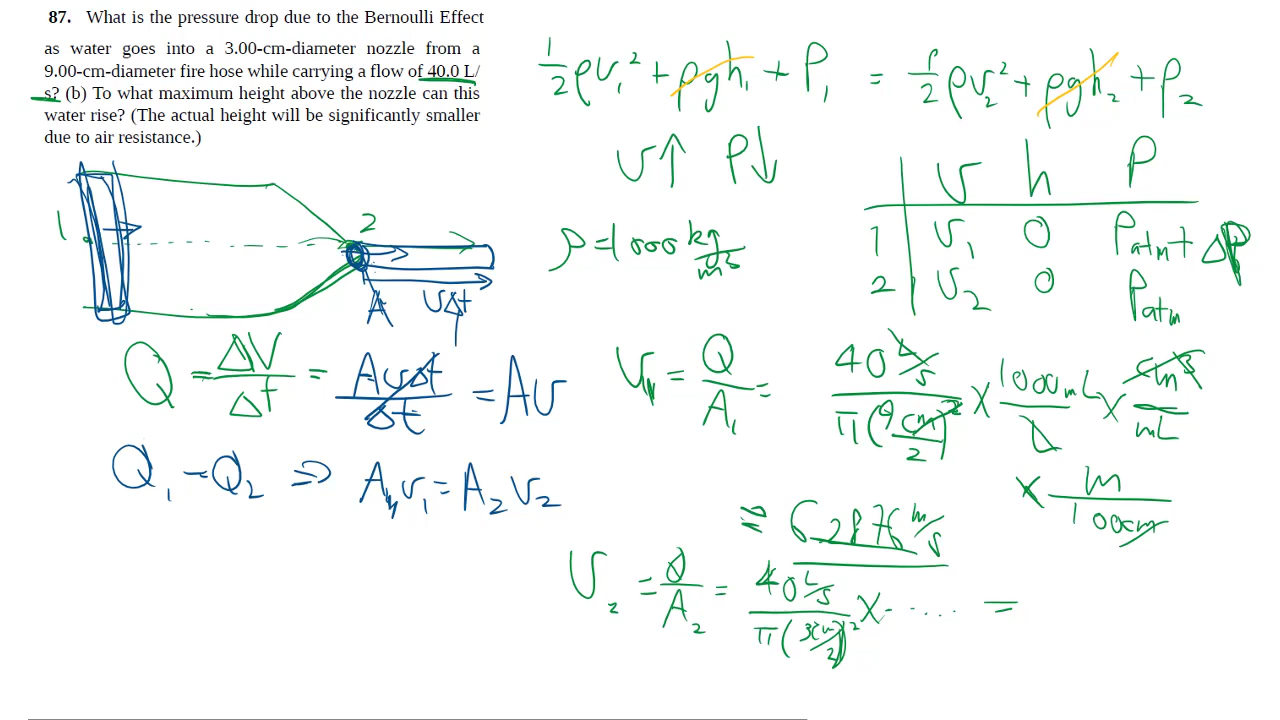 87. What is the pressure drop due to the Bernoulli Effect
as water goes into a 3.00-cm-diameter nozzle from a
9.00-cm-diameter fire hose while carrying a flow of 40.0 L/
s? (b) To what maximum height above the nozzle can this
water rise? (The actual height will be significantly smaller
due to air resistance.)
1/2 ρv₁² + ρgh₁ + P₁ = 1/2 ρv₂² + ρgh₂ + P₂
v↑ P↓
v h P
1 v₁ 0 Patm + ΔP
2 v₂ 0 Patm
ρ = 1000 kg/m³
1
2
A vΔt
Q = ΔV/Δt = AvΔt/Δt = Av
Q₁ = Q₂ ⇒ A₁v₁ = A₂v₂
v₁ = Q/A₁ = 40 L/s / π(9cm/2)² × 1000mL/L × cm³/mL
× m/100cm
= 6.2876 m/s
v₂ = Q/A₂ = 40 L/s / π(3cm/2)² × ...... =